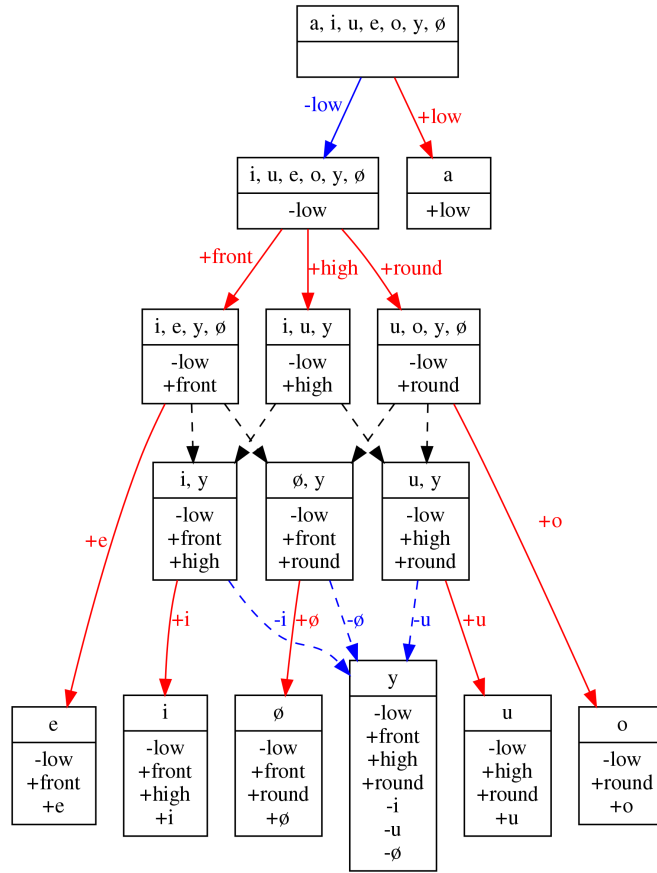 a, i, u, e, o, y, ø
-low
+low
i, u, e, o, y, ø
-low
a
+low
+front
+high
+round
i, e, y, ø
-low
+front
i, u, y
-low
+high
u, o, y, ø
-low
+round
i, y
-low
+front
+high
ø, y
-low
+front
+round
u, y
-low
+high
+round
+e
+o
+i
-i
+ø
-ø
-u
+u
e
-low
+front
+e
i
-low
+front
+high
+i
ø
-low
+front
+round
+ø
y
-low
+front
+high
+round
-i
-u
-ø
u
-low
+high
+round
+u
o
-low
+round
+o